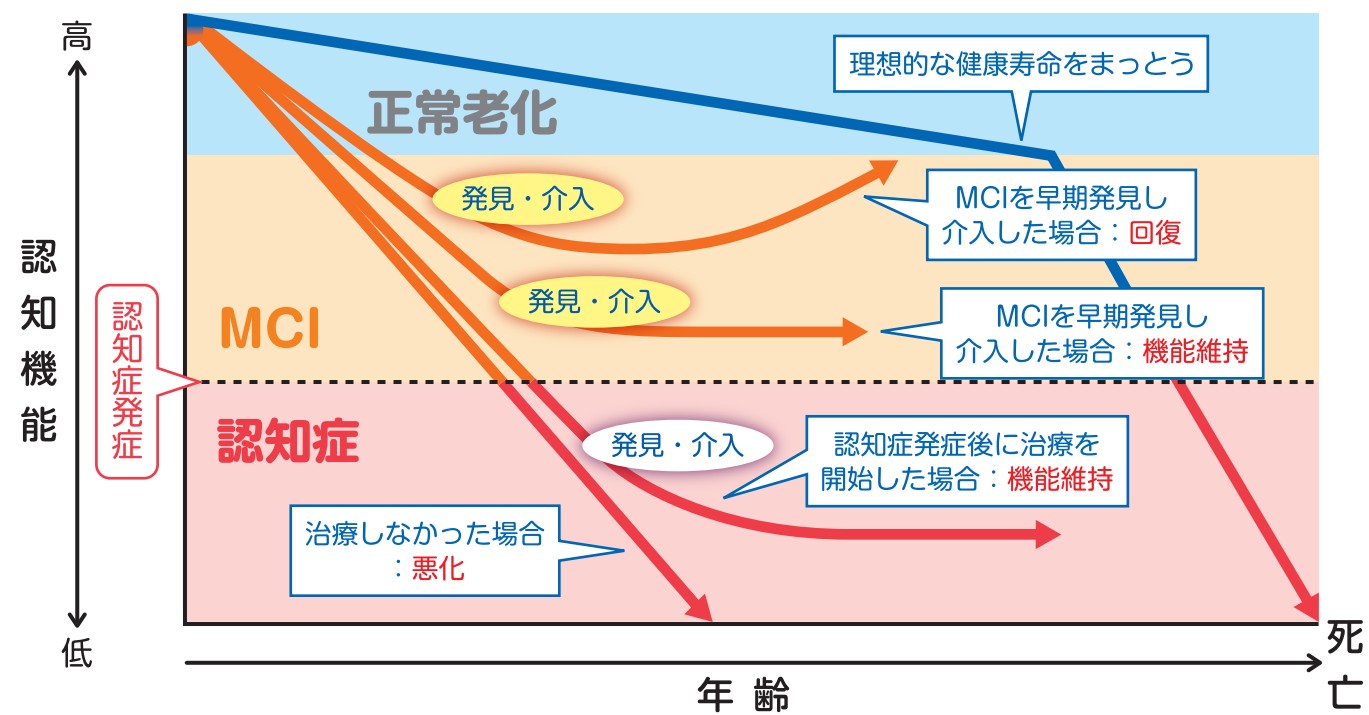 高
認知機能
低
認知症発症
正常老化
MCI
認知症
理想的な健康寿命をまっとう
発見・介入
MCIを早期発見し
介入した場合：回復
発見・介入
MCIを早期発見し
介入した場合：機能維持
発見・介入
認知症発症後に治療を
開始した場合：機能維持
治療しなかった場合
：悪化
年齢
死亡